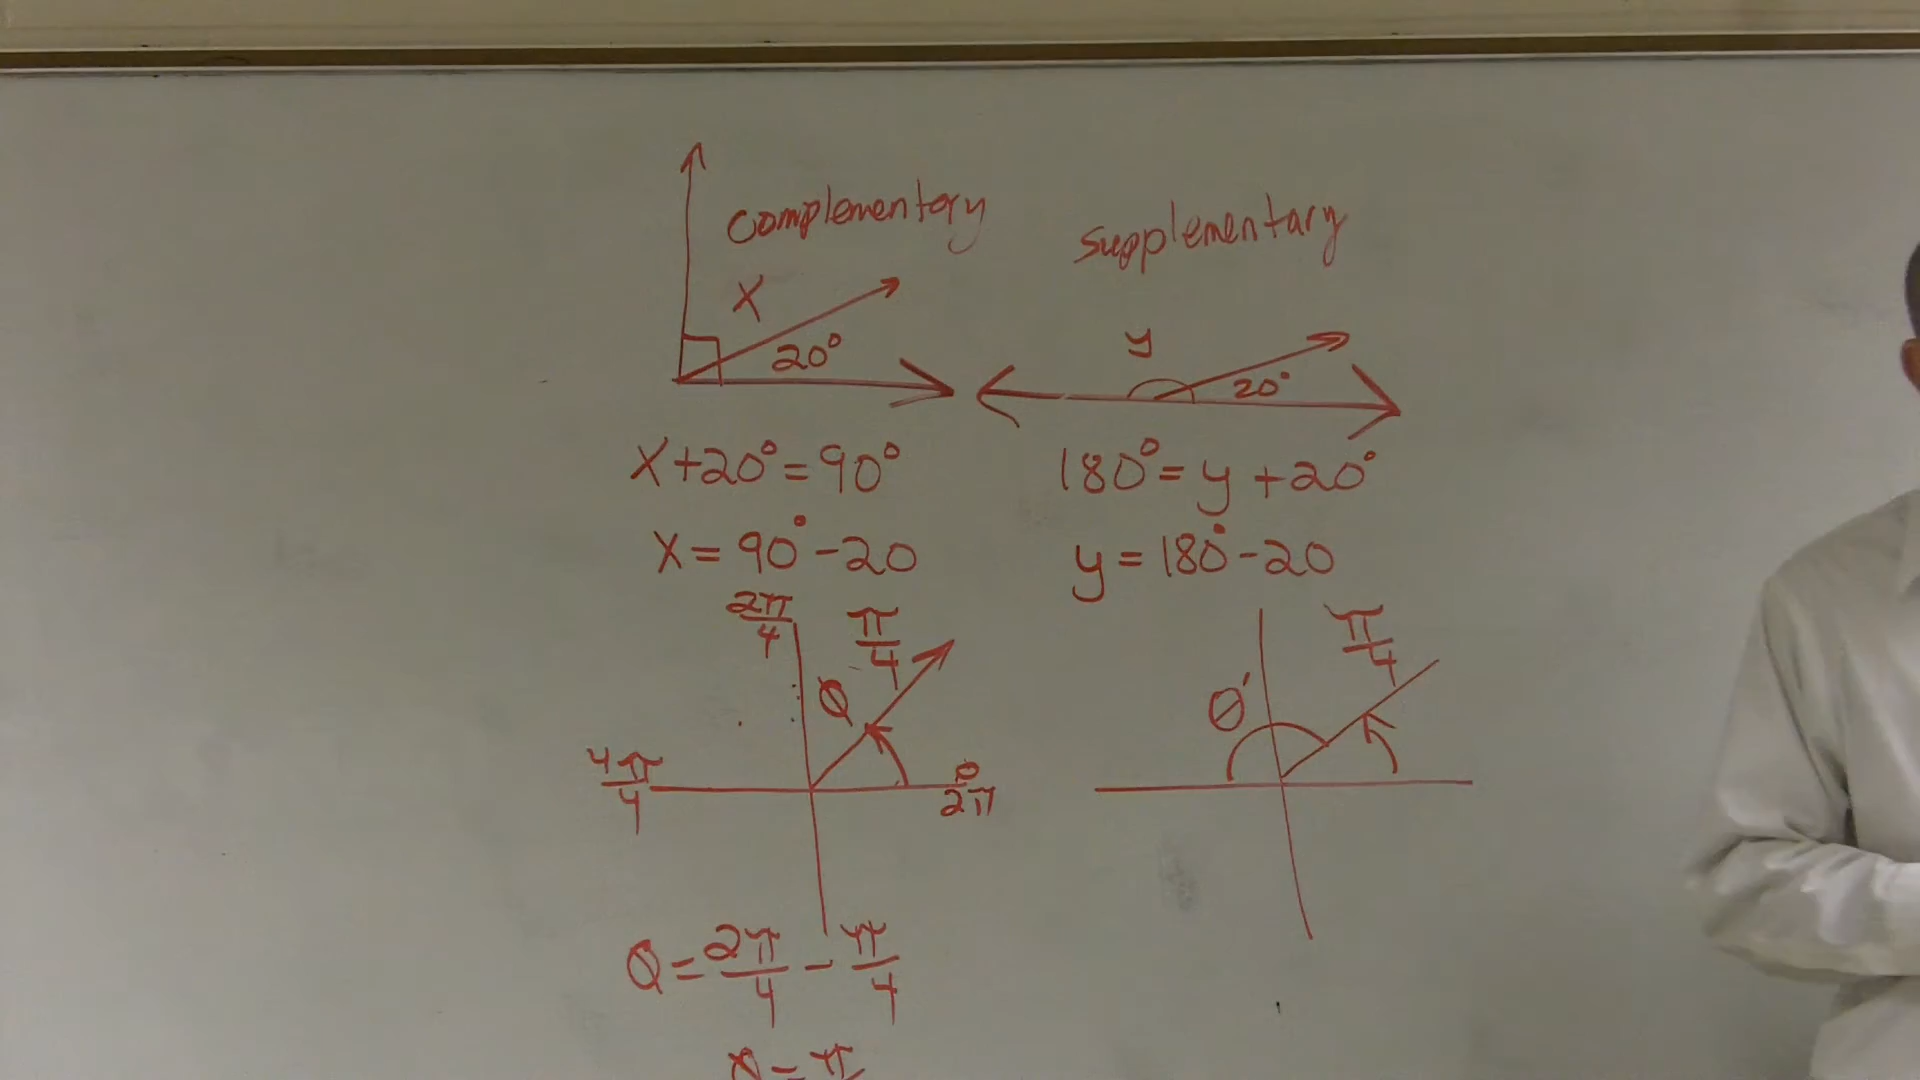 complementary
supplementary
X
20°
y
20°
X+20°=90°
180°=y+20°
X=90°-20
y=180°-20
2π/4
π/4
θ
4π/4
0
2π
π/4
θ'
θ=2π/4-π/4
θ=π